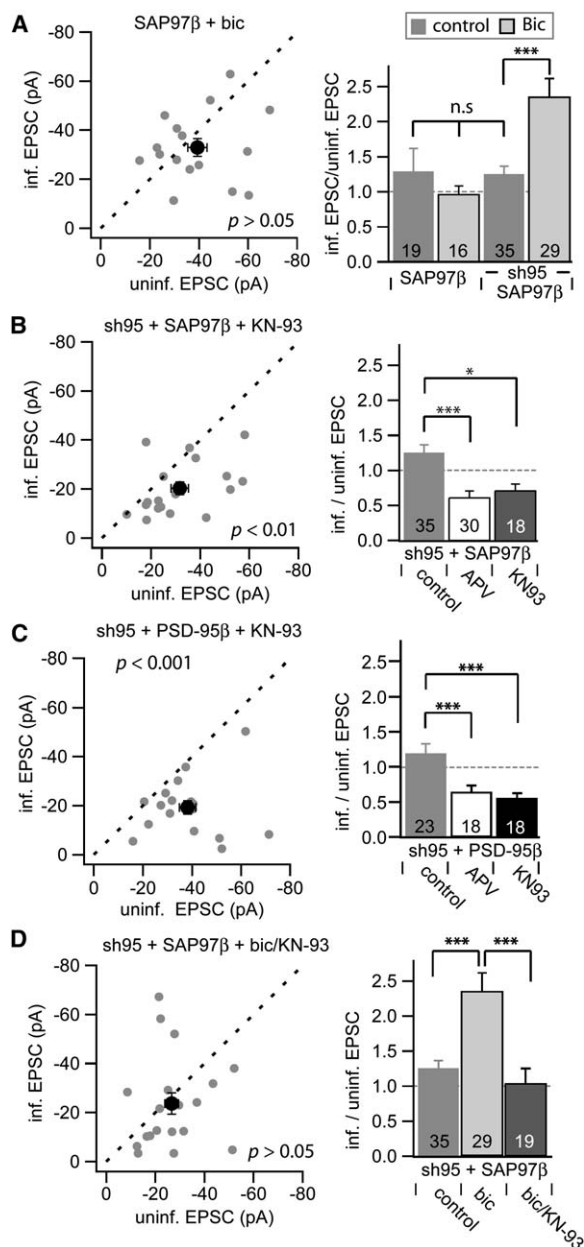 A
SAP97β + bic
-80
-60
-40
-20
0
inf. EPSC (pA)
p > 0.05
0 -20 -40 -60 -80
uninf. EPSC (pA)
control Bic
***
n.s
2.5
2.0
1.5
1.0
0.5
0.0
inf. EPSC/uninf. EPSC
19 16 35 29
SAP97β
sh95 +
SAP97β
B
sh95 + SAP97β + KN-93
-80
-60
-40
-20
0
inf. EPSC (pA)
p < 0.01
0 -20 -40 -60 -80
uninf. EPSC (pA)
*
***
2.5
2.0
1.5
1.0
0.5
0.0
inf. / uninf. EPSC
35 30 18
sh95 + SAP97β
control APV KN93
C
sh95 + PSD-95β + KN-93
p < 0.001
-80
-60
-40
-20
0
inf. EPSC (pA)
0 -20 -40 -60 -80
uninf. EPSC (pA)
***
***
2.5
2.0
1.5
1.0
0.5
0.0
inf. / uninf. EPSC
23 18 18
sh95 + PSD-95β
control APV KN93
D
sh95 + SAP97β + bic/KN-93
-80
-60
-40
-20
0
inf. EPSC (pA)
p > 0.05
0 -20 -40 -60 -80
uninf. EPSC (pA)
*** ***
2.5
2.0
1.5
1.0
0.5
0.0
inf. / uninf. EPSC
35 29 19
sh95 + SAP97β
control bic bic/KN-93